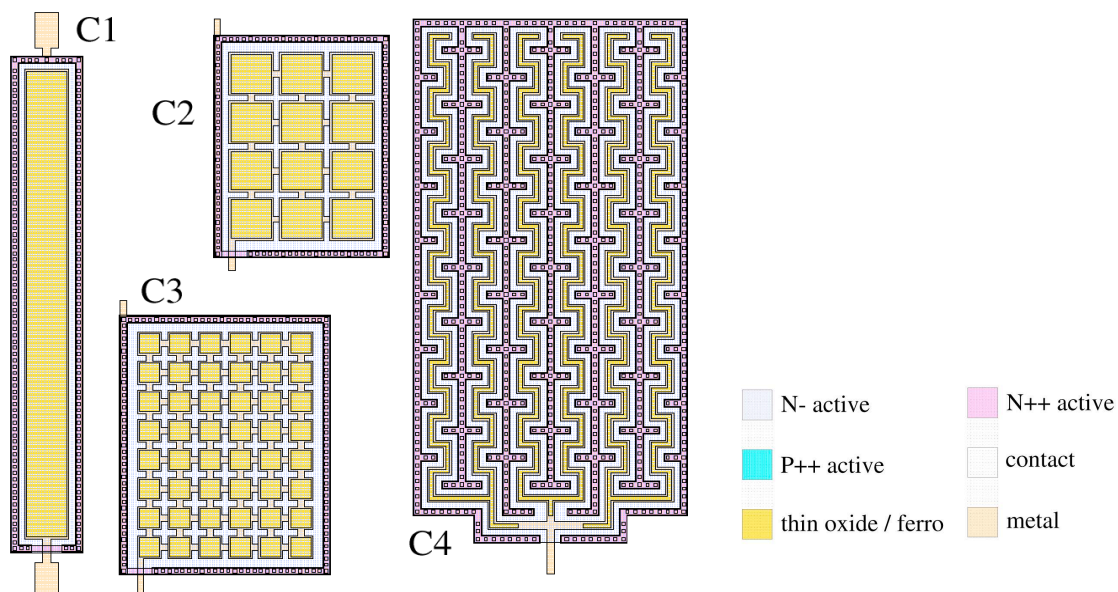 C1
C2
C3
C4
N- active
N++ active
P++ active
contact
thin oxide / ferro
metal